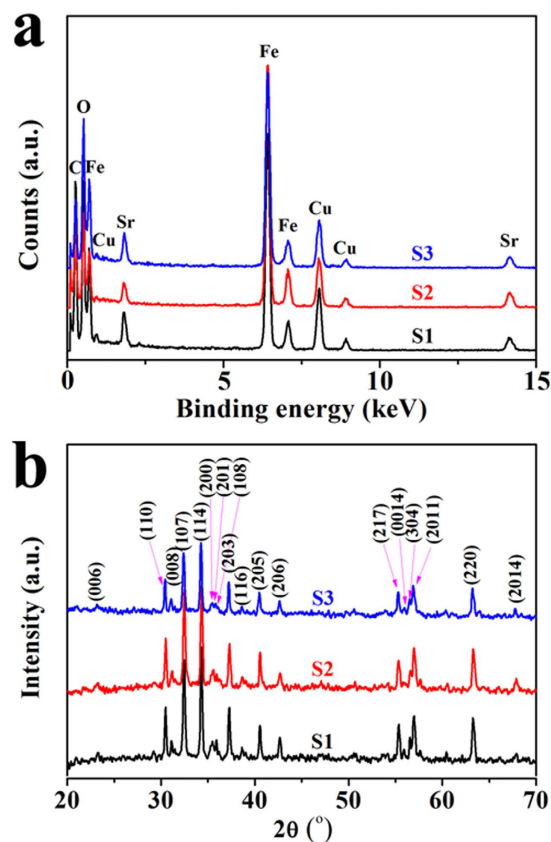 a
Counts (a.u.)
C
O
Fe
Cu
Sr
Fe
Fe
Cu
Cu
Sr
S3
S2
S1
0 5 10 15
Binding energy (keV)
b
Intensity (a.u.)
(006)
(110)
(008)
(107)
(114)
(200)
(201)
(108)
(203)
(116)
(205)
(206)
(217)
(0014)
(304)
(2011)
(220)
(2014)
S3
S2
S1
20 30 40 50 60 70
2θ (°)